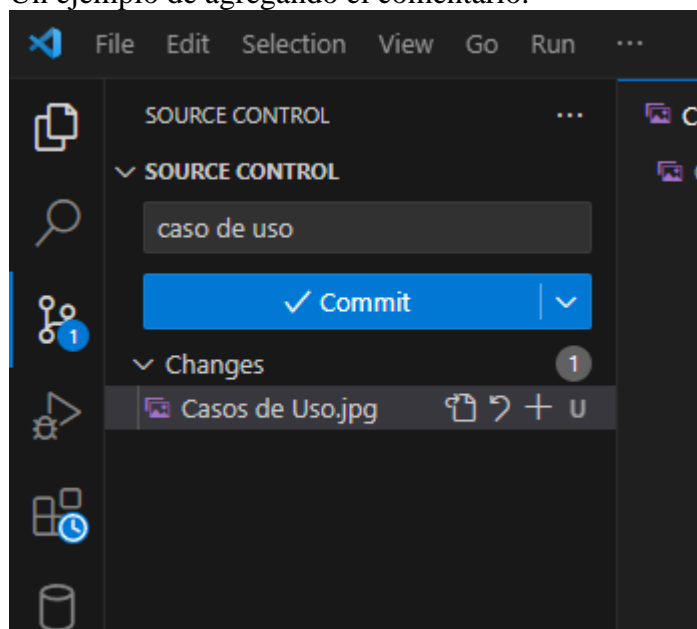 Un ejemplo de agregando el comentario:
File Edit Selection View Go Run ...
SOURCE CONTROL ...
SOURCE CONTROL
caso de uso
Commit
1
Changes 1
Casos de Uso.jpg U